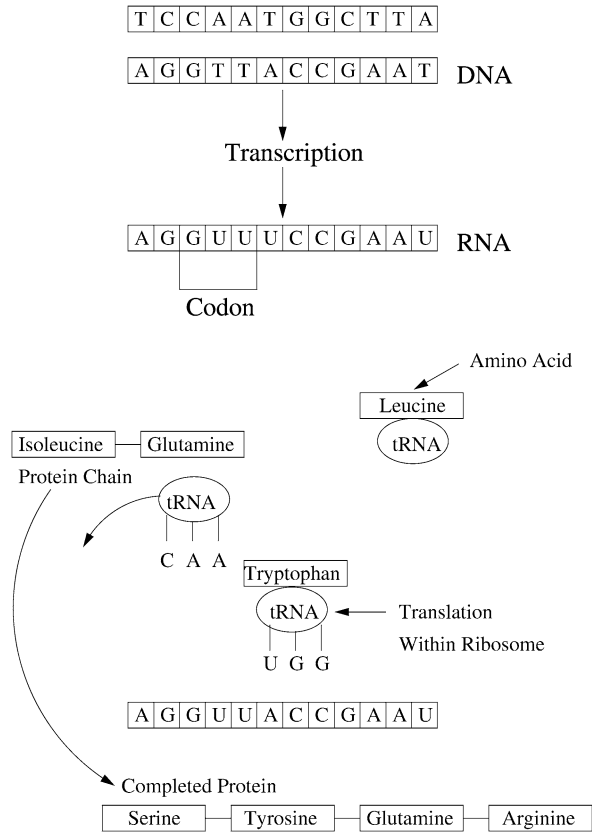 T C C A A T G G C T T A
A G G T T A C C G A A T DNA
Transcription
A G G U U U C C G A A U RNA
Codon
Amino Acid
Leucine
tRNA
Isoleucine Glutamine
Protein Chain
tRNA
C A A
Tryptophan
tRNA Translation
Within Ribosome
U G G
A G G U U A C C G A A U
Completed Protein
Serine Tyrosine Glutamine Arginine